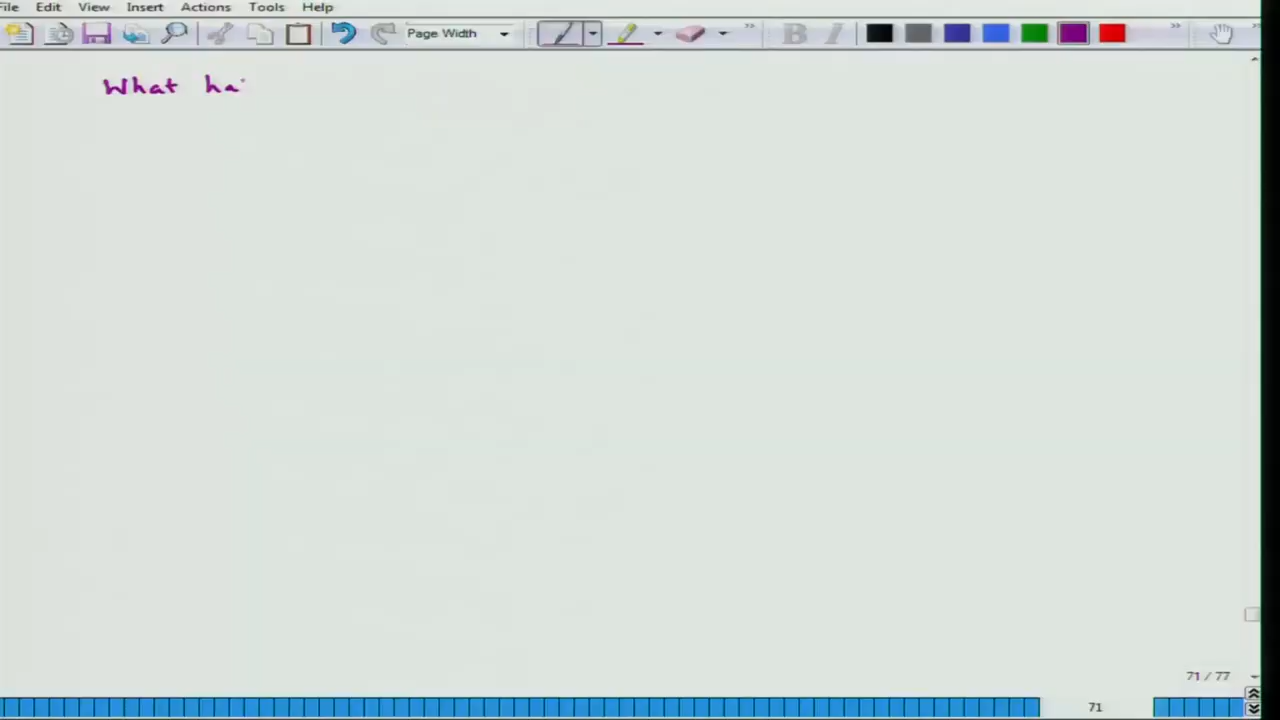 File Edit View Insert Actions Tools Help
Page Width
B I
What ha
71 / 77
71